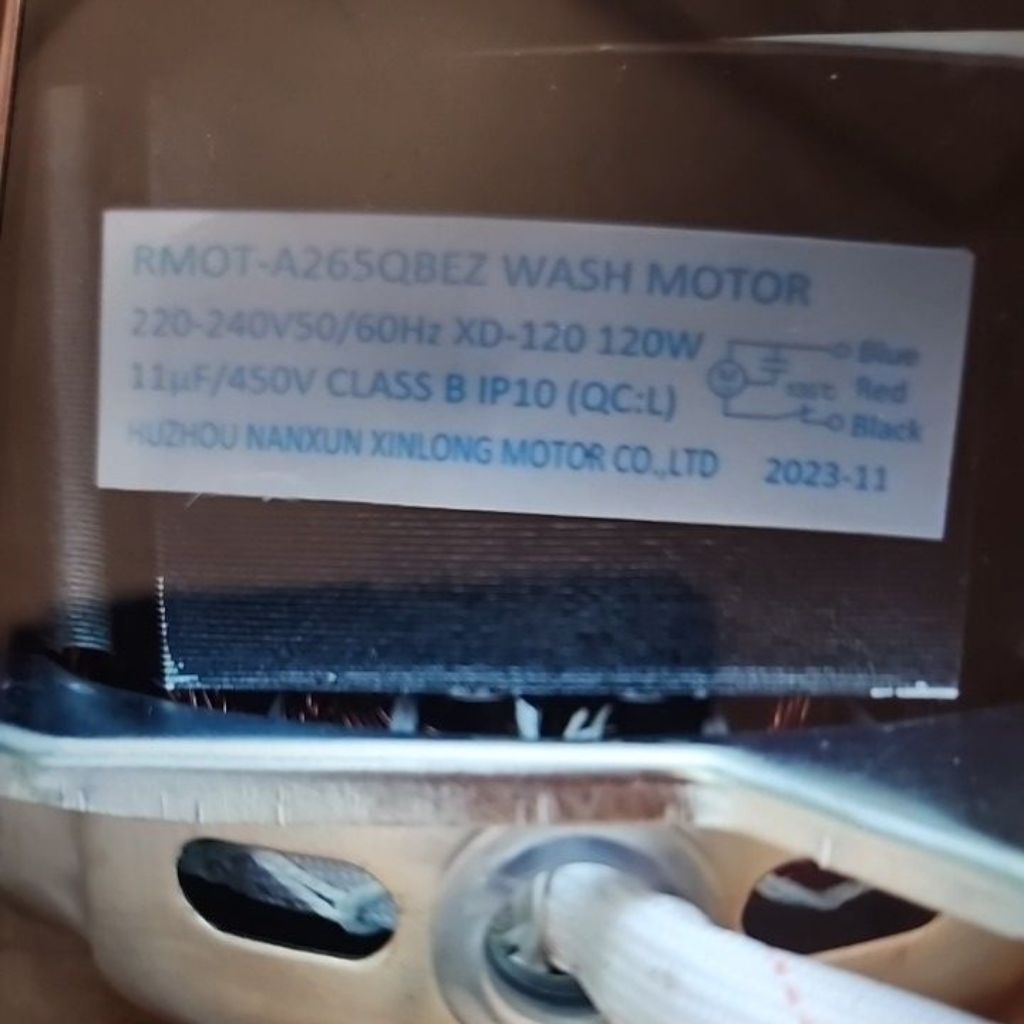 RMOT-A265QBEZ WASH MOTOR
220-240V50/60Hz XD-120 120W
11µF/450V CLASS B IP10 (QC:L)
HUZHOU NANXUN XINLONG MOTOR CO.,LTD 2023-11
Blue
Red
Black